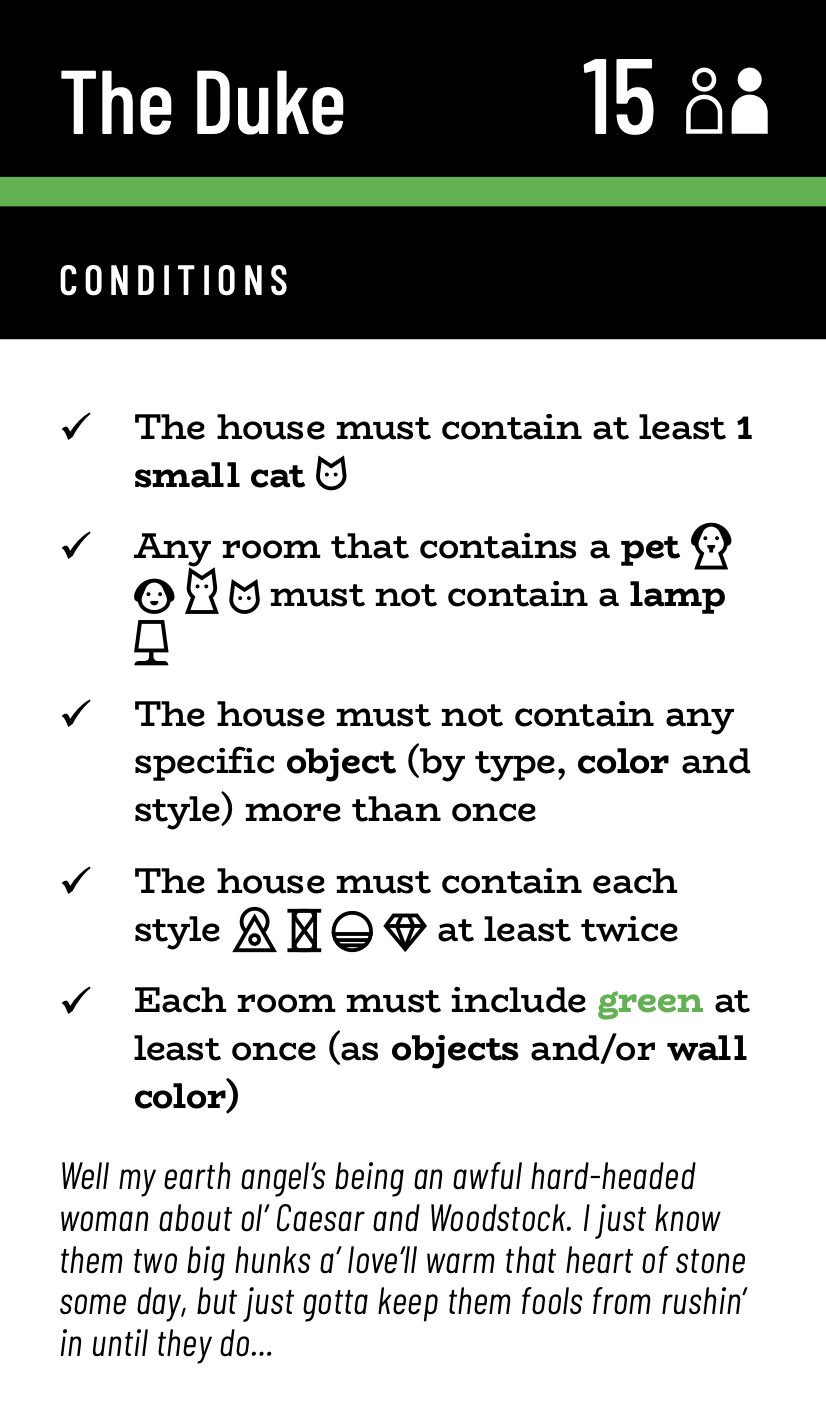 The Duke 15
CONDITIONS
✓ The house must contain at least 1
small cat
✓ Any room that contains a pet
must not contain a lamp
✓ The house must not contain any
specific object (by type, color and
style) more than once
✓ The house must contain each
style at least twice
✓ Each room must include green at
least once (as objects and/or wall
color)
Well my earth angel's being an awful hard-headed
woman about ol' Caesar and Woodstock. I just know
them two big hunks a' love'll warm that heart of stone
some day, but just gotta keep them fools from rushin'
in until they do...